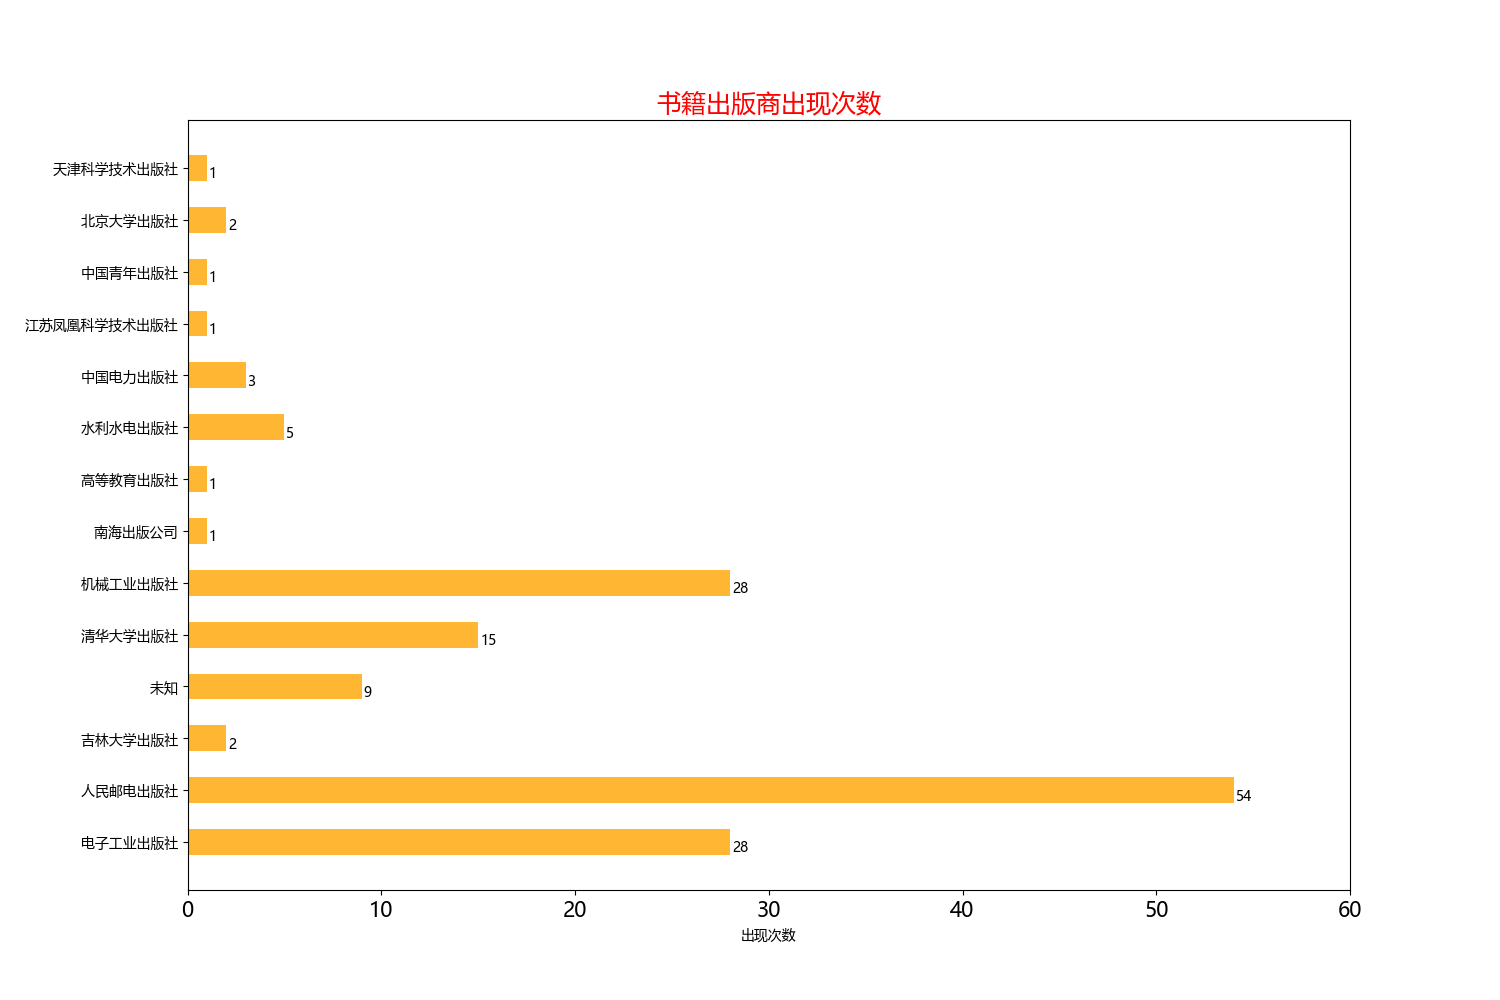 书籍出版商出现次数
天津科学技术出版社 1
北京大学出版社 2
中国青年出版社 1
江苏凤凰科学技术出版社 1
中国电力出版社 3
水利水电出版社 5
高等教育出版社 1
南海出版公司 1
机械工业出版社 28
清华大学出版社 15
未知 9
吉林大学出版社 2
人民邮电出版社 54
电子工业出版社 28
0 10 20 30 40 50 60
出现次数